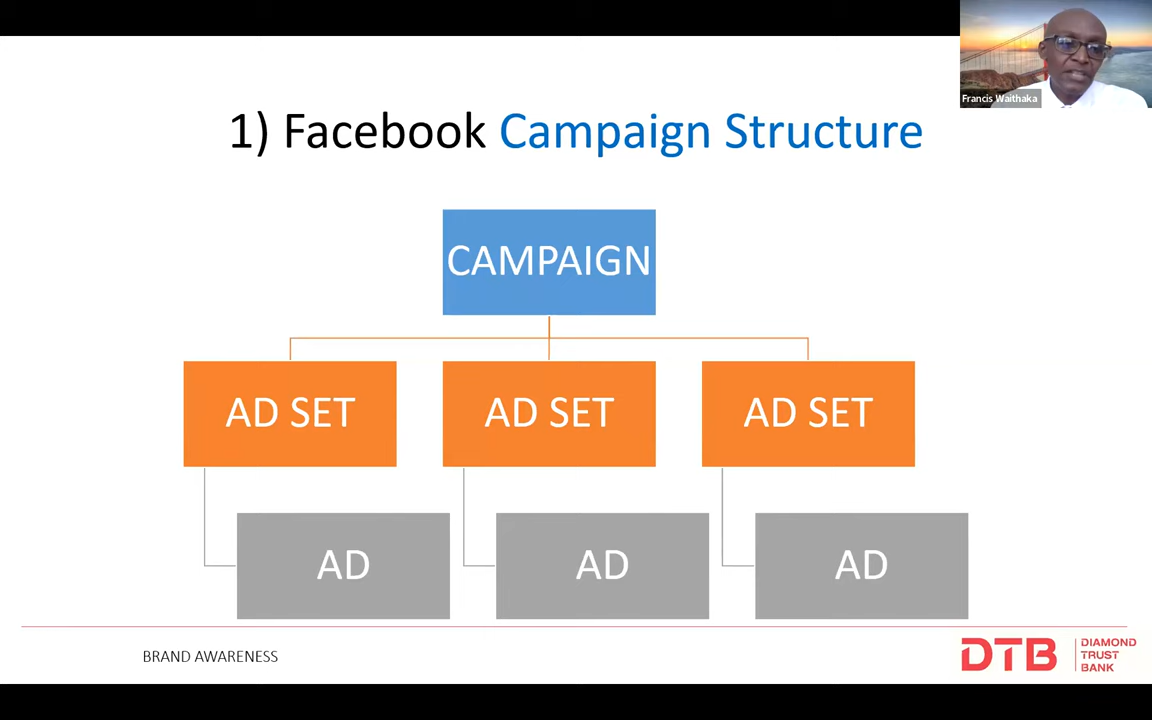 Francis Waithaka
1) Facebook Campaign Structure
CAMPAIGN
AD SET
AD SET
AD SET
AD
AD
AD
BRAND AWARENESS
DTB
DIAMOND
TRUST
BANK